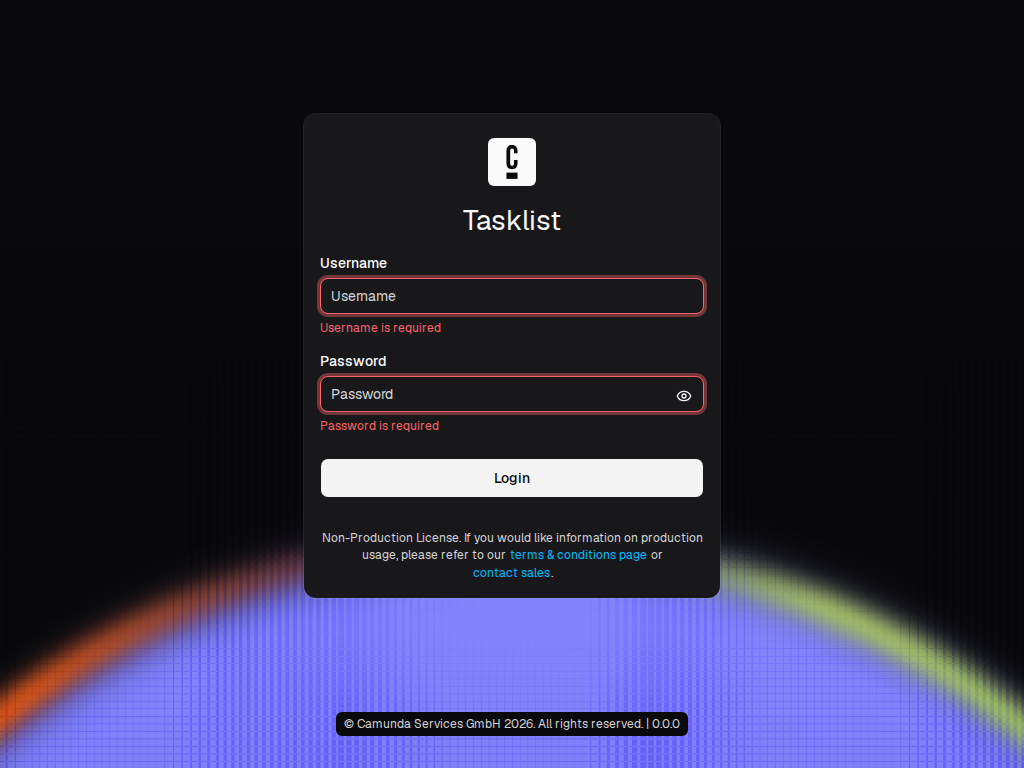 C
Tasklist
Username
Username
Username is required
Password
Password
Password is required
Login
Non-Production License. If you would like information on production
usage, please refer to our terms & conditions page or
contact sales.
© Camunda Services GmbH 2026. All rights reserved. | 0.0.0